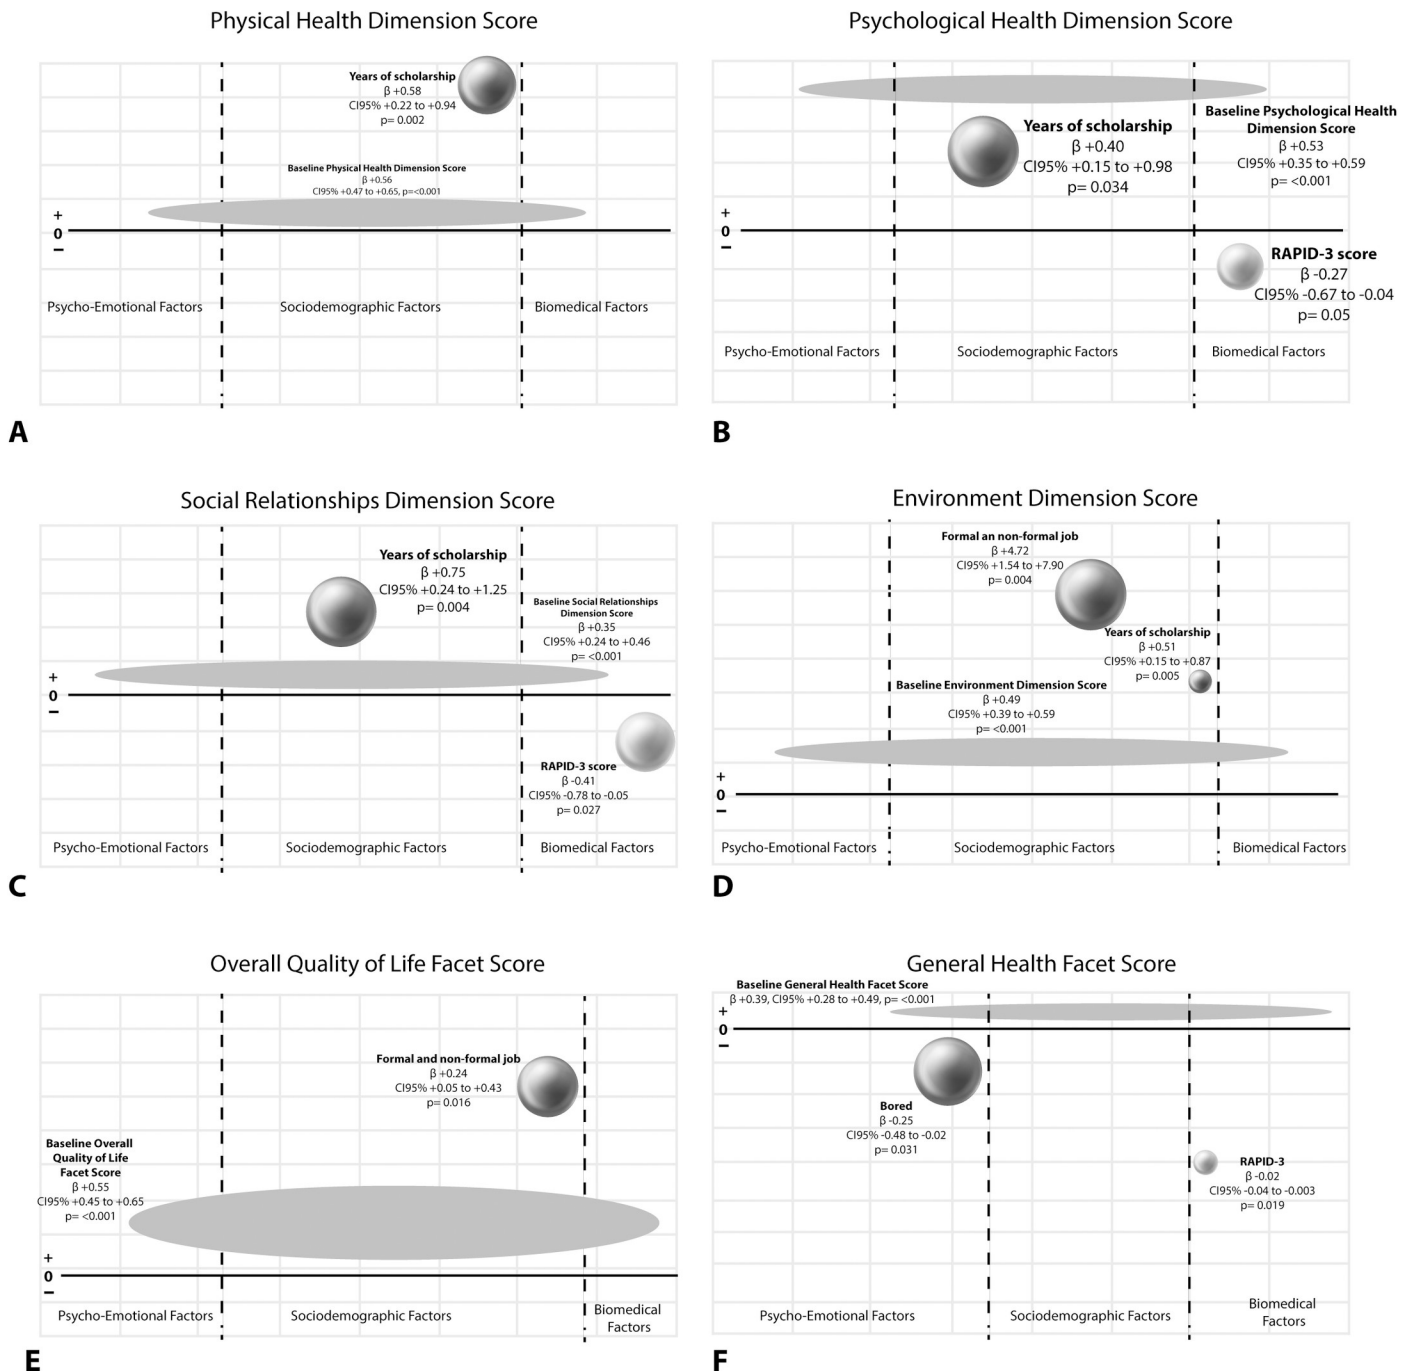 Physical Health Dimension Score
Years of scholarship
β +0.58
CI95% +0.22 to +0.94
p= 0.002
Baseline Physical Health Dimension Score
β +0.56
CI95% +0.47 to +0.65, p=<0.001
+
0
−
Psycho-Emotional Factors
Sociodemographic Factors
Biomedical Factors
A
Psychological Health Dimension Score
Years of scholarship
β +0.40
CI95% +0.15 to +0.98
p= 0.034
Baseline Psychological Health
Dimension Score
β +0.53
CI95% +0.35 to +0.59
p= <0.001
+
0
−
RAPID-3 score
β -0.27
CI95% -0.67 to -0.04
p= 0.05
Psycho-Emotional Factors
Sociodemographic Factors
Biomedical Factors
B
Social Relationships Dimension Score
Years of scholarship
β +0.75
CI95% +0.24 to +1.25
p= 0.004
Baseline Social Relationships
Dimension Score
β +0.35
CI95% +0.24 to +0.46
p= <0.001
+
0
−
RAPID-3 score
β -0.41
CI95% -0.78 to -0.05
p= 0.027
Psycho-Emotional Factors
Sociodemographic Factors
Biomedical Factors
C
Environment Dimension Score
Formal an non-formal job
β +4.72
CI95% +1.54 to +7.90
p= 0.004
Years of scholarship
β +0.51
CI95% +0.15 to +0.87
p= 0.005
Baseline Environment Dimension Score
β +0.49
CI95% +0.39 to +0.59
p= <0.001
+
0
−
Psycho-Emotional Factors
Sociodemographic Factors
Biomedical Factors
D
Overall Quality of Life Facet Score
Formal and non-formal job
β +0.24
CI95% +0.05 to +0.43
p= 0.016
Baseline Overall
Quality of Life
Facet Score
β +0.55
CI95% +0.45 to +0.65
p= <0.001
+
0
−
Psycho-Emotional Factors
Sociodemographic Factors
Biomedical
Factors
E
General Health Facet Score
Baseline General Health Facet Score
β +0.39, CI95% +0.28 to +0.49, p= <0.001
+
0
−
Bored
β -0.25
CI95% -0.48 to -0.02
p= 0.031
RAPID-3
β -0.02
CI95% -0.04 to -0.003
p= 0.019
Psycho-Emotional Factors
Sociodemographic Factors
Biomedical
Factors
F